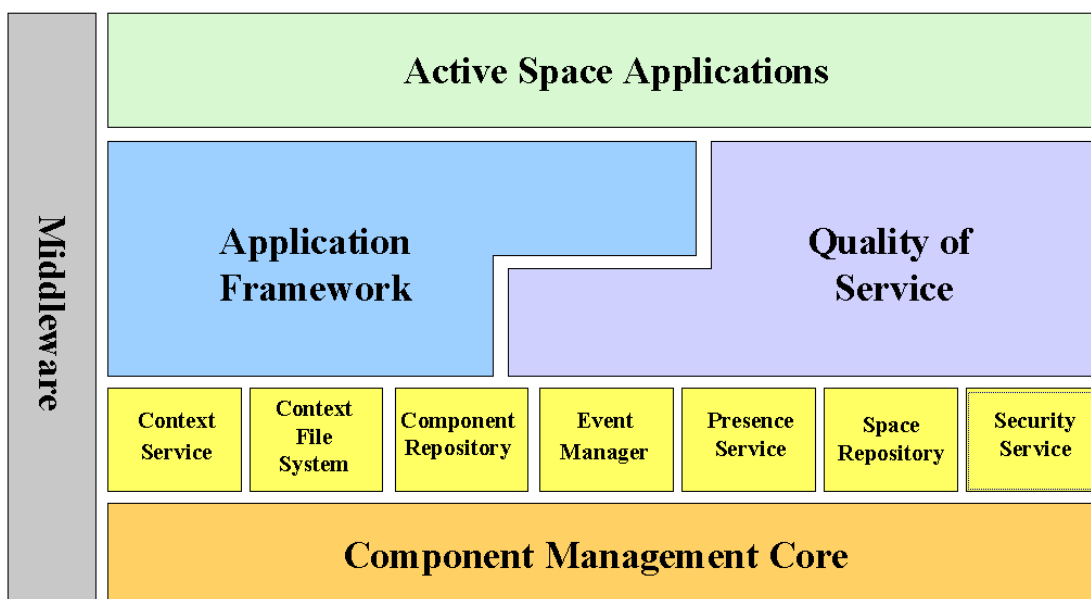 Middleware
Active Space Applications
Application
Framework
Quality of
Service
Context
Service
Context
File
System
Component
Repository
Event
Manager
Presence
Service
Space
Repository
Security
Service
Component Management Core